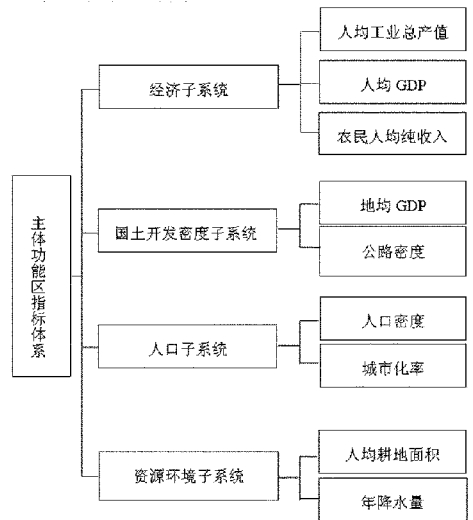 主体功能区指标体系
经济子系统
人均工业总产值
人均 GDP
农民人均纯收入
国土开发密度子系统
地均 GDP
公路密度
人口子系统
人口密度
城市化率
资源环境子系统
人均耕地面积
年降水量